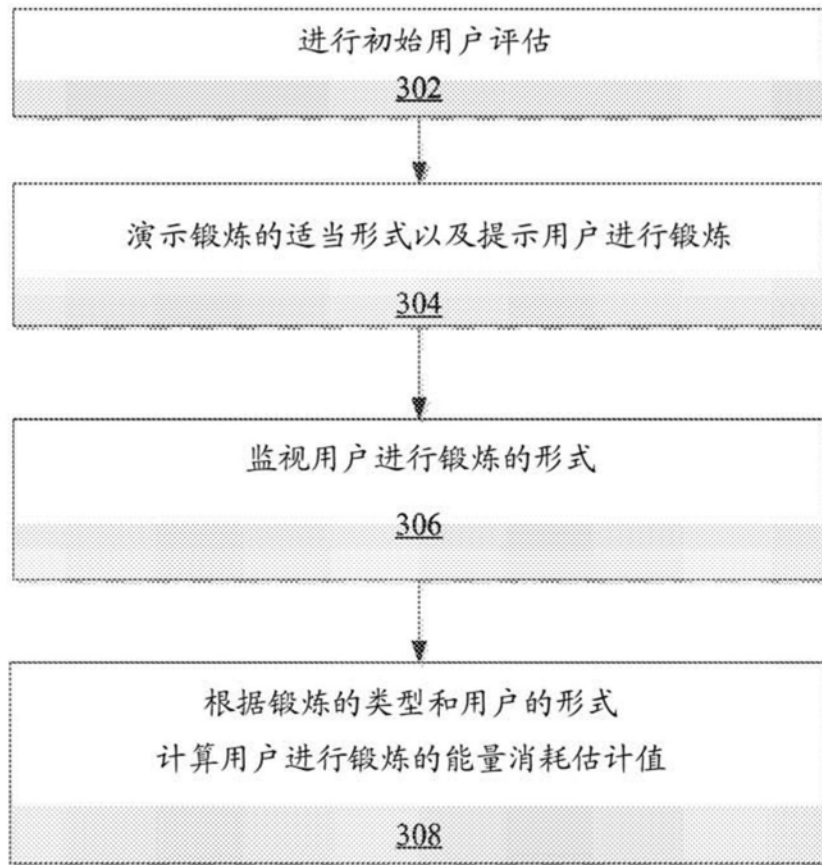 进行初始用户评估
302
演示锻炼的适当形式以及提示用户进行锻炼
304
监视用户进行锻炼的形式
306
根据锻炼的类型和用户的形式
计算用户进行锻炼的能量消耗估计值
308